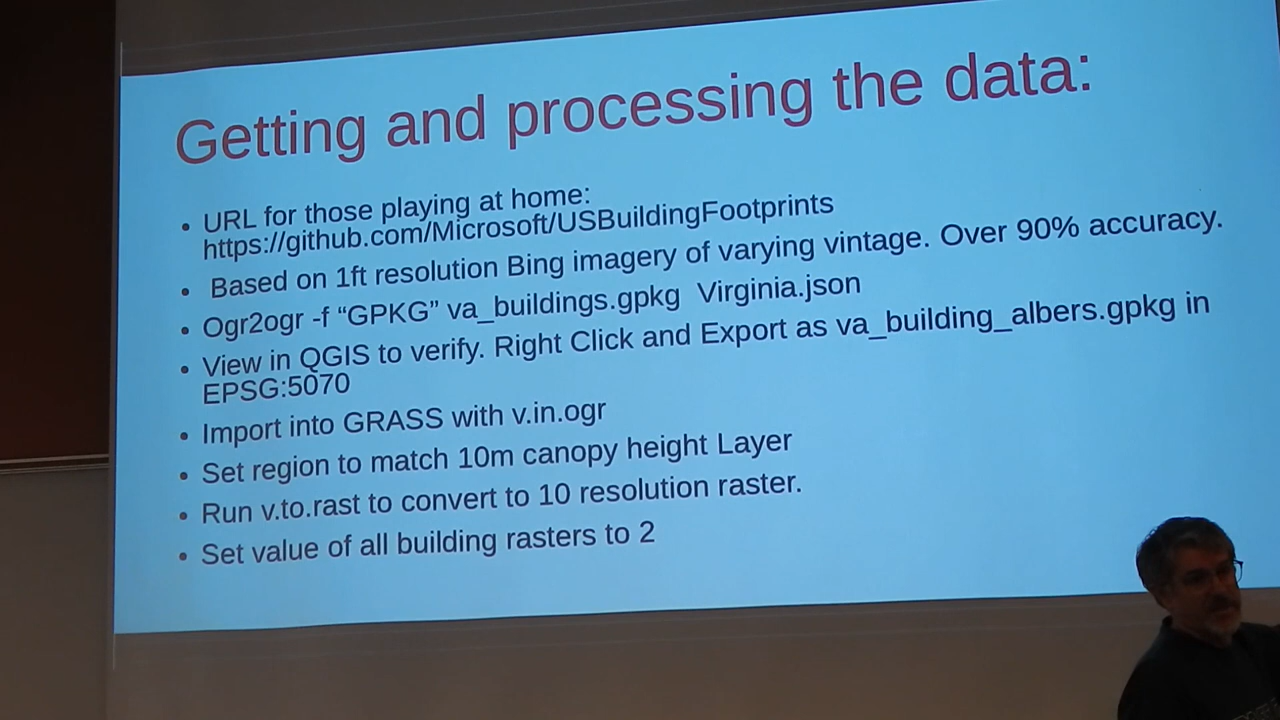 Getting and processing the data:
• URL for those playing at home:
https://github.com/Microsoft/USBuildingFootprints
• Based on 1ft resolution Bing imagery of varying vintage. Over 90% accuracy.
• Ogr2ogr -f “GPKG” va_buildings.gpkg Virginia.json
• View in QGIS to verify. Right Click and Export as va_building_albers.gpkg in
EPSG:5070
• Import into GRASS with v.in.ogr
• Set region to match 10m canopy height Layer
• Run v.to.rast to convert to 10 resolution raster.
• Set value of all building rasters to 2